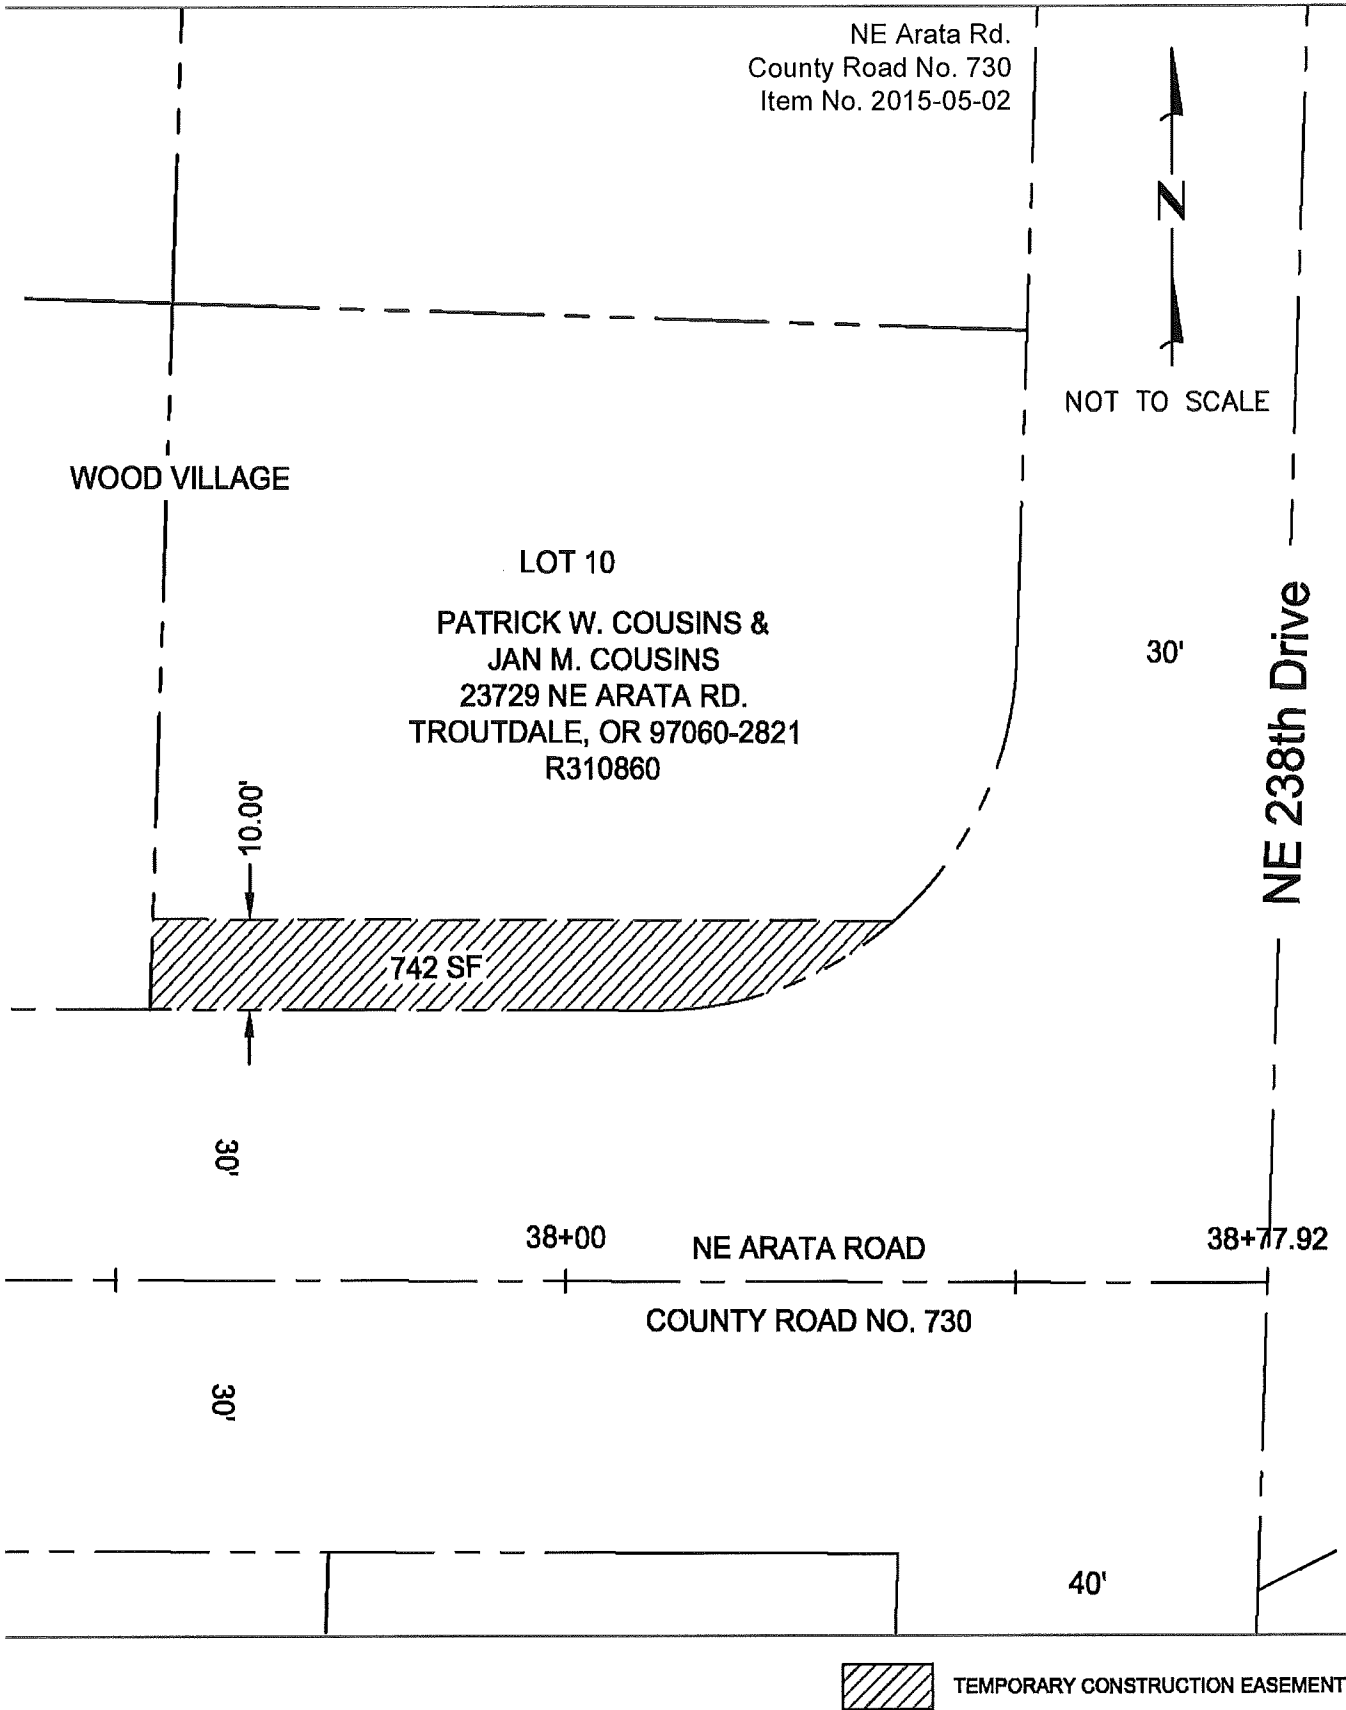 NE Arata Rd.
County Road No. 730
Item No. 2015-05-02
N
NOT TO SCALE
WOOD VILLAGE
LOT 10
PATRICK W. COUSINS &
JAN M. COUSINS
23729 NE ARATA RD.
TROUTDALE, OR 97060-2821
R310860
30'
NE 238th Drive
10.00'
742 SF
30'
38+00
NE ARATA ROAD
38+77.92
COUNTY ROAD NO. 730
30'
40'
TEMPORARY CONSTRUCTION EASEMENT